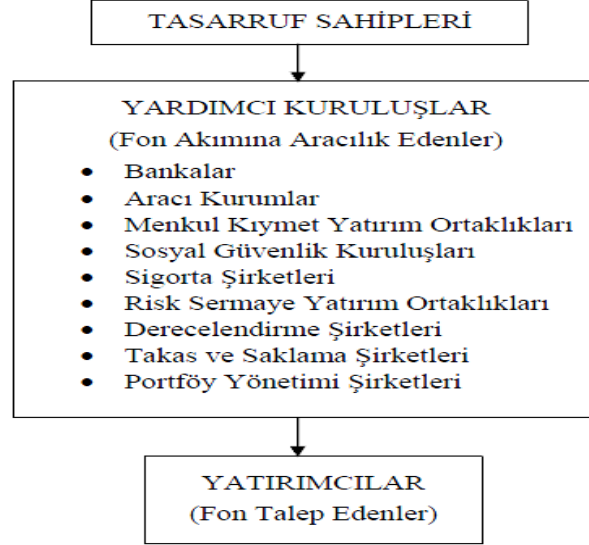 TASARRUF SAHİPLERİ
YARDIMCI KURULUŞLAR
(Fon Akımına Aracılık Edenler)
• Bankalar
• Aracı Kurumlar
• Menkul Kıymet Yatırım Ortaklıkları
• Sosyal Güvenlik Kuruluşları
• Sigorta Şirketleri
• Risk Sermaye Yatırım Ortaklıkları
• Derecelendirme Şirketleri
• Takas ve Saklama Şirketleri
• Portföy Yönetimi Şirketleri
YATIRIMCILAR
(Fon Talep Edenler)